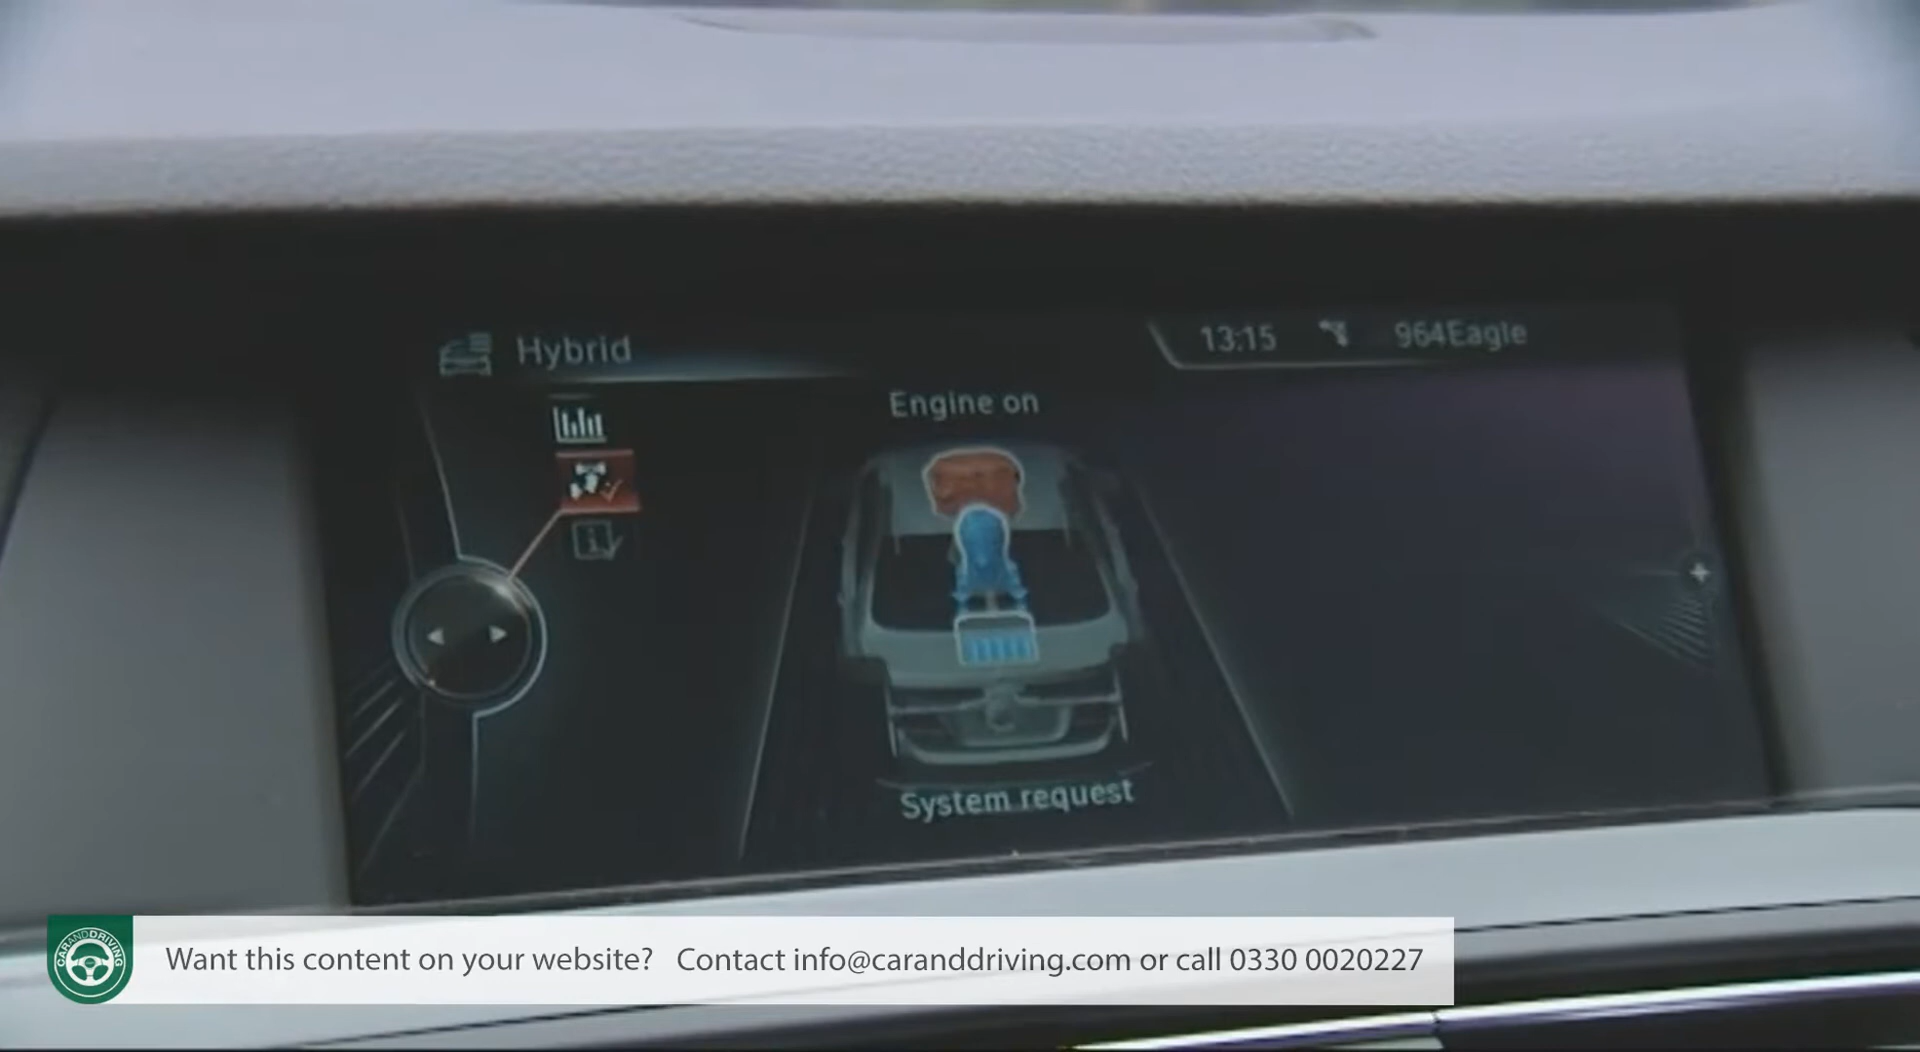 Hybrid
13:15 964Eagle
Engine on
System request
CARANDDRIVING
Want this content on your website? Contact info@caranddriving.com or call 0330 0020227